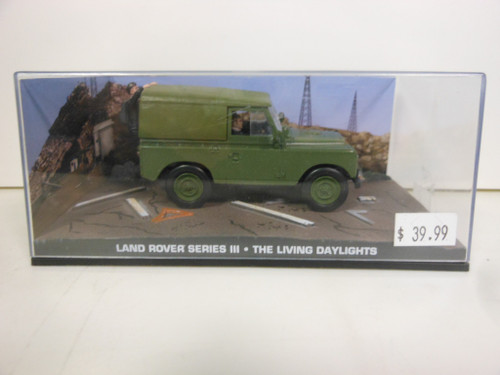 LAND ROVER SERIES III • THE LIVING DAYLIGHTS
$ 39.99